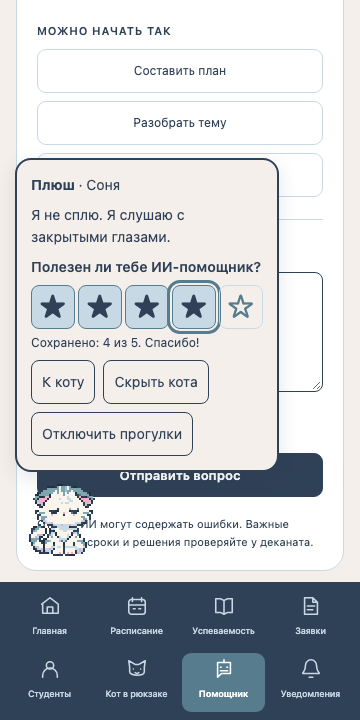 МОЖНО НАЧАТЬ ТАК
Составить план
Разобрать тему
Плюш · Соня
Я не сплю. Я слушаю с
закрытыми глазами.
Полезен ли тебе ИИ-помощник?
Сохранено: 4 из 5. Спасибо!
К коту
Скрыть кота
Отключить прогулки
Отправить вопрос
ИИ могут содержать ошибки. Важные
сроки и решения проверяйте у деканата.
Главная
Расписание
Успеваемость
Заявки
Студенты
Кот в рюкзаке
Помощник
Уведомления